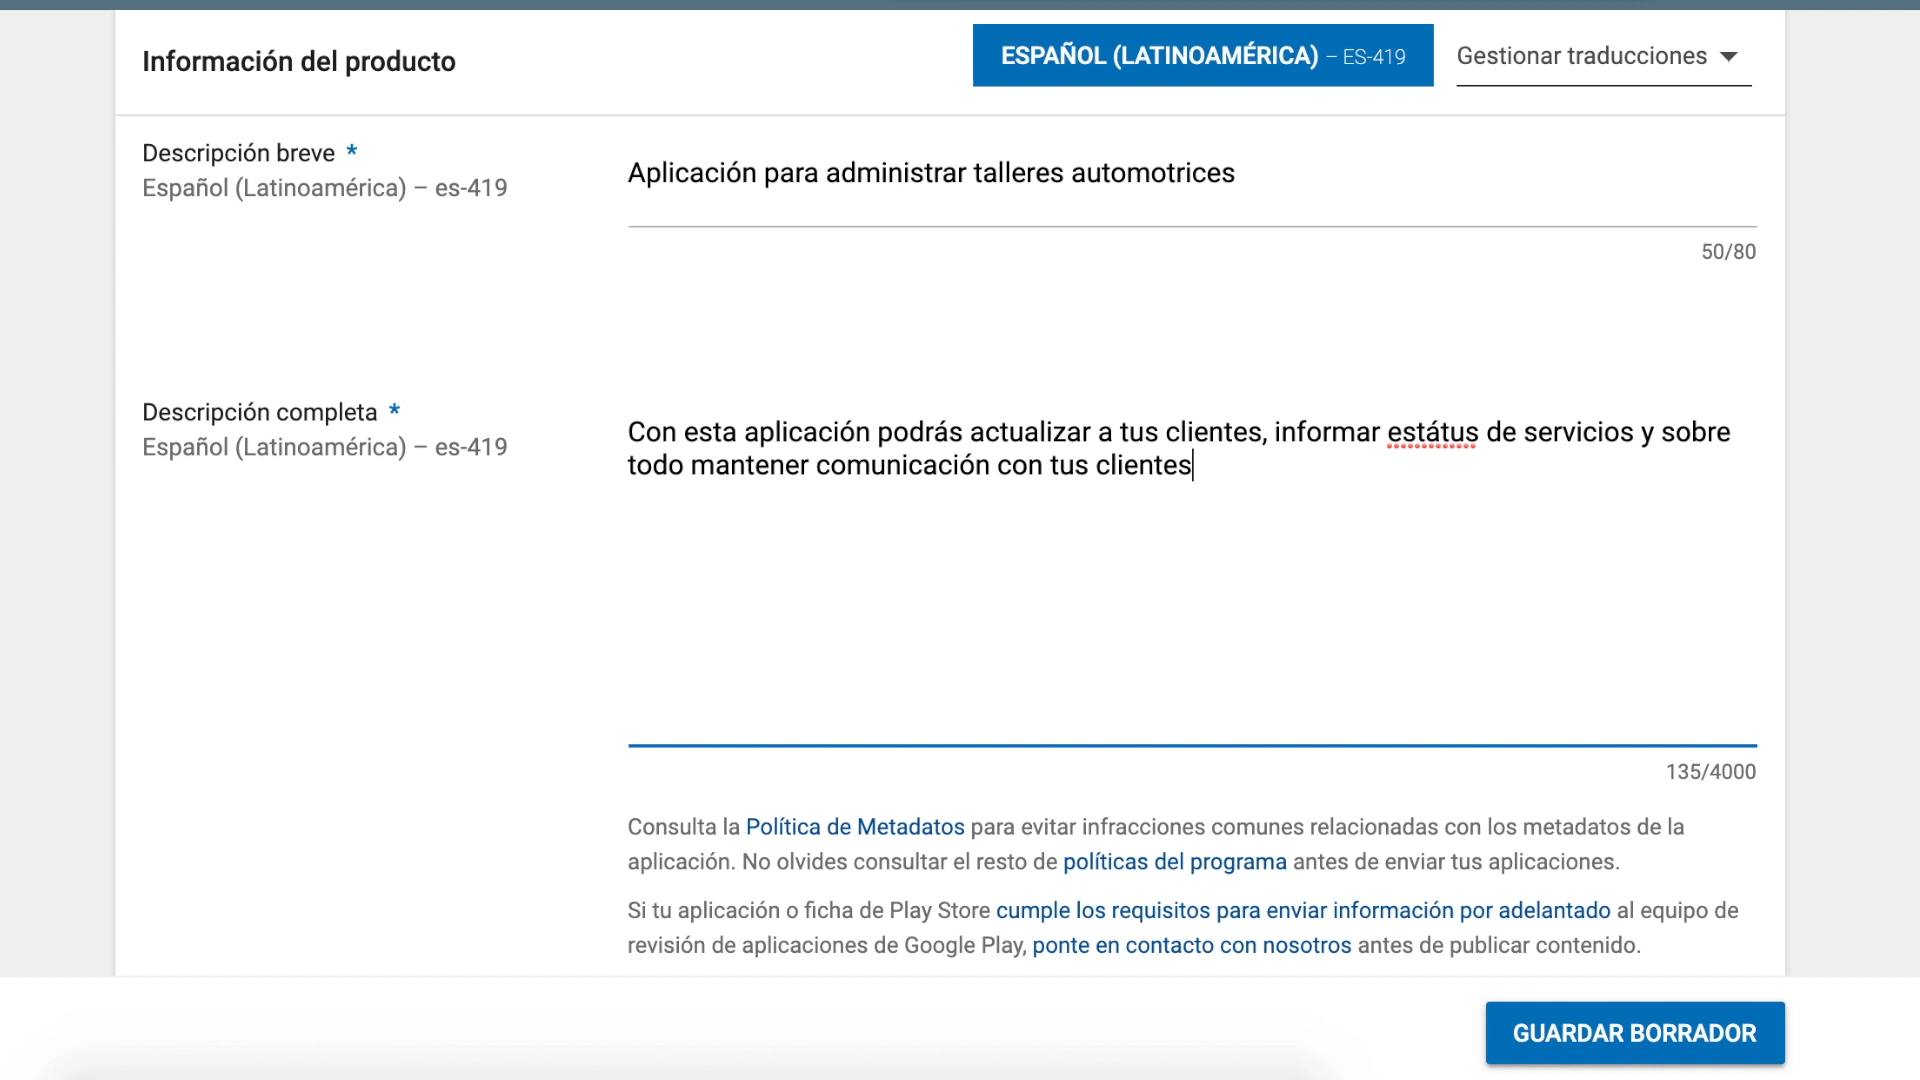 Información del producto
ESPAÑOL (LATINOAMÉRICA) – ES-419
Gestionar traducciones
Descripción breve *
Español (Latinoamérica) – es-419
Aplicación para administrar talleres automotrices
50/80
Descripción completa *
Español (Latinoamérica) – es-419
Con esta aplicación podrás actualizar a tus clientes, informar estátus de servicios y sobre
todo mantener comunicación con tus clientes
135/4000
Consulta la Política de Metadatos para evitar infracciones comunes relacionadas con los metadatos de la
aplicación. No olvides consultar el resto de políticas del programa antes de enviar tus aplicaciones.
Si tu aplicación o ficha de Play Store cumple los requisitos para enviar información por adelantado al equipo de
revisión de aplicaciones de Google Play, ponte en contacto con nosotros antes de publicar contenido.
GUARDAR BORRADOR